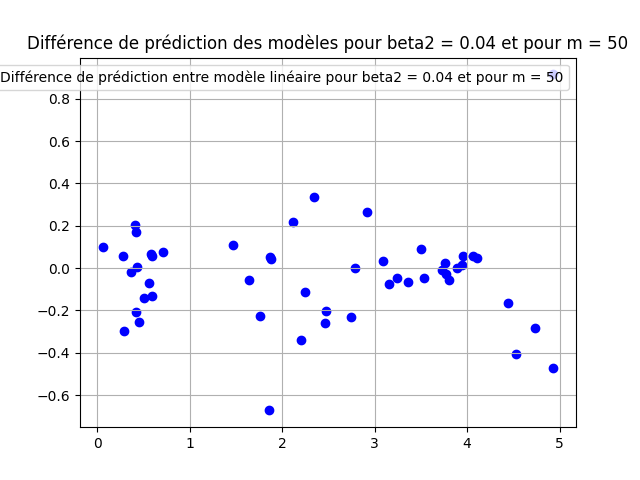 Différence de prédiction des modèles pour beta2 = 0.04 et pour m = 50
Différence de prédiction entre modèle linéaire pour beta2 = 0.04 et pour m = 50
0.8
0.6
0.4
0.2
0.0
−0.2
−0.4
−0.6
0 1 2 3 4 5